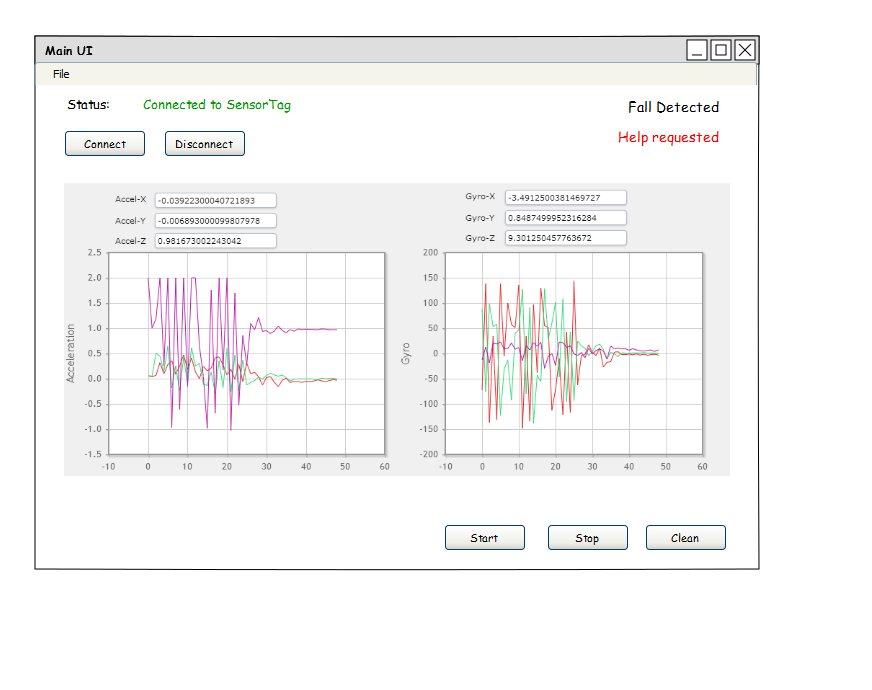 Main UI
File
Status: Connected to SensorTag
Fall Detected
Help requested
Connect Disconnect
Accel-X -0.03922300040721893
Accel-Y -0.006893000099807978
Accel-Z 0.981673002243042
Gyro-X -3.4912500381469727
Gyro-Y 0.8487499952316284
Gyro-Z 9.301250457763672
Acceleration
2.5
2.0
1.5
1.0
0.5
0.0
-0.5
-1.0
-1.5
-10 0 10 20 30 40 50 60
Gyro
200
150
100
50
0
-50
-100
-150
-200
-10 0 10 20 30 40 50 60
Start Stop Clean